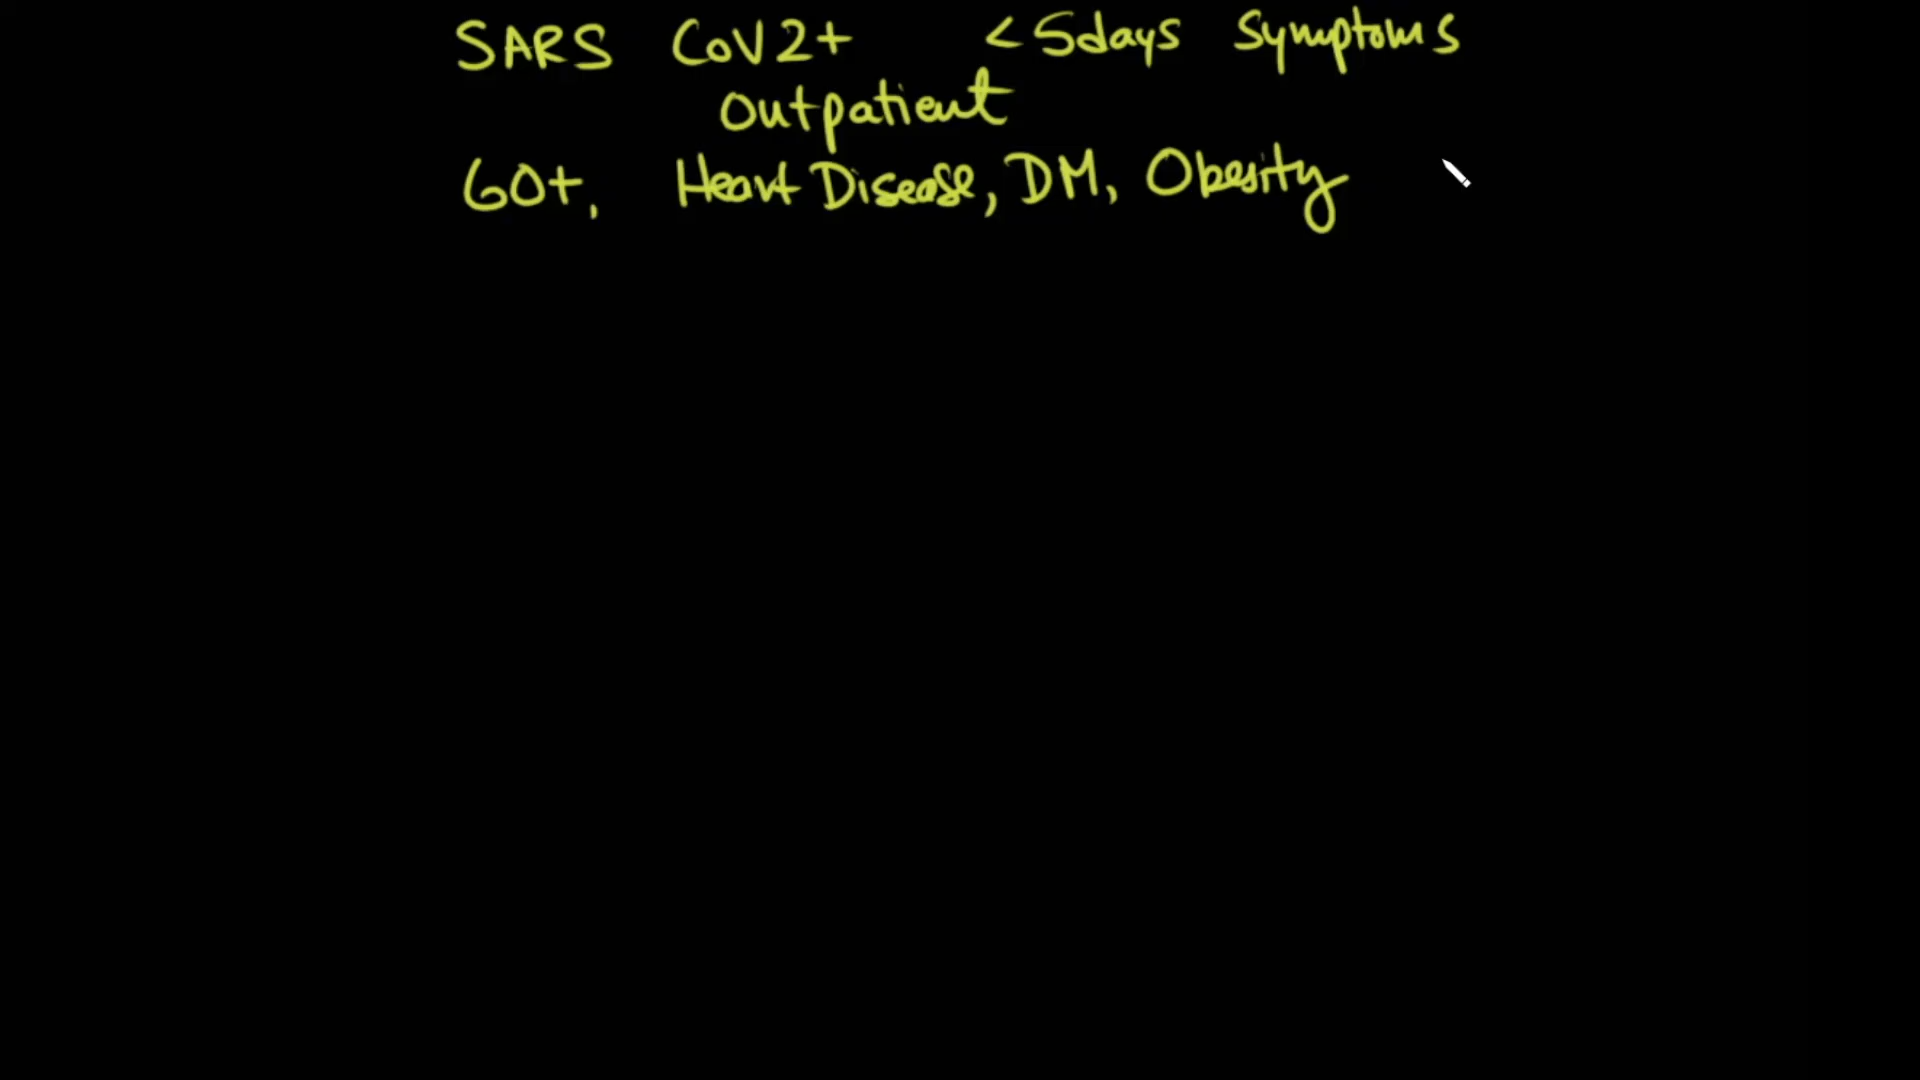 SARS CoV2+ <5days Symptoms
Outpatient
60+, Heart Disease, DM, Obesity